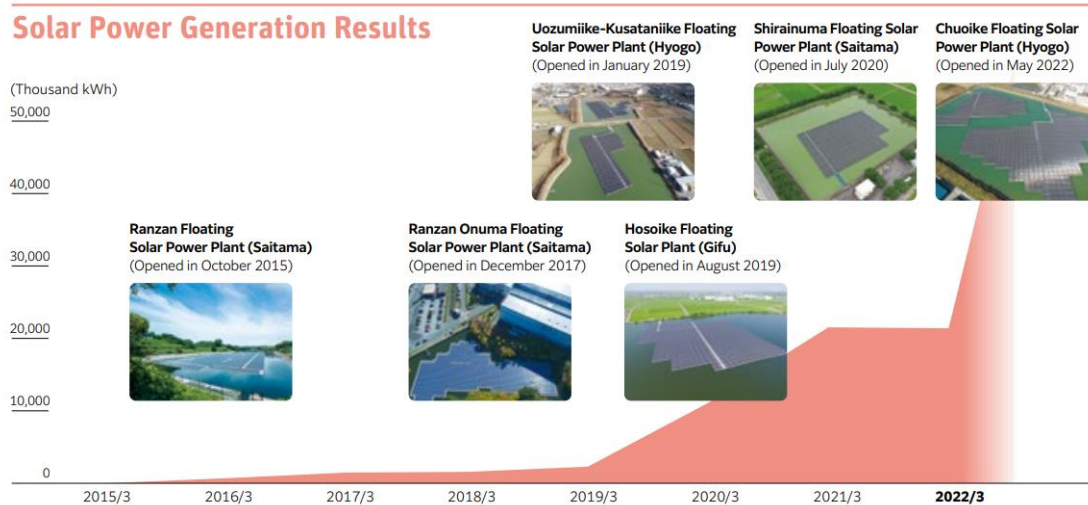 Solar Power Generation Results
(Thousand kWh)
50,000
40,000
30,000
20,000
10,000
0
Uozumiike-Kusataniike Floating
Solar Power Plant (Hyogo)
(Opened in January 2019)
Shirainuma Floating Solar
Power Plant (Saitama)
(Opened in July 2020)
Chuoike Floating Solar
Power Plant (Hyogo)
(Opened in May 2022)
Ranzan Floating
Solar Power Plant (Saitama)
(Opened in October 2015)
Ranzan Onuma Floating
Solar Power Plant (Saitama)
(Opened in December 2017)
Hosoike Floating
Solar Plant (Gifu)
(Opened in August 2019)
2015/3
2016/3
2017/3
2018/3
2019/3
2020/3
2021/3
2022/3